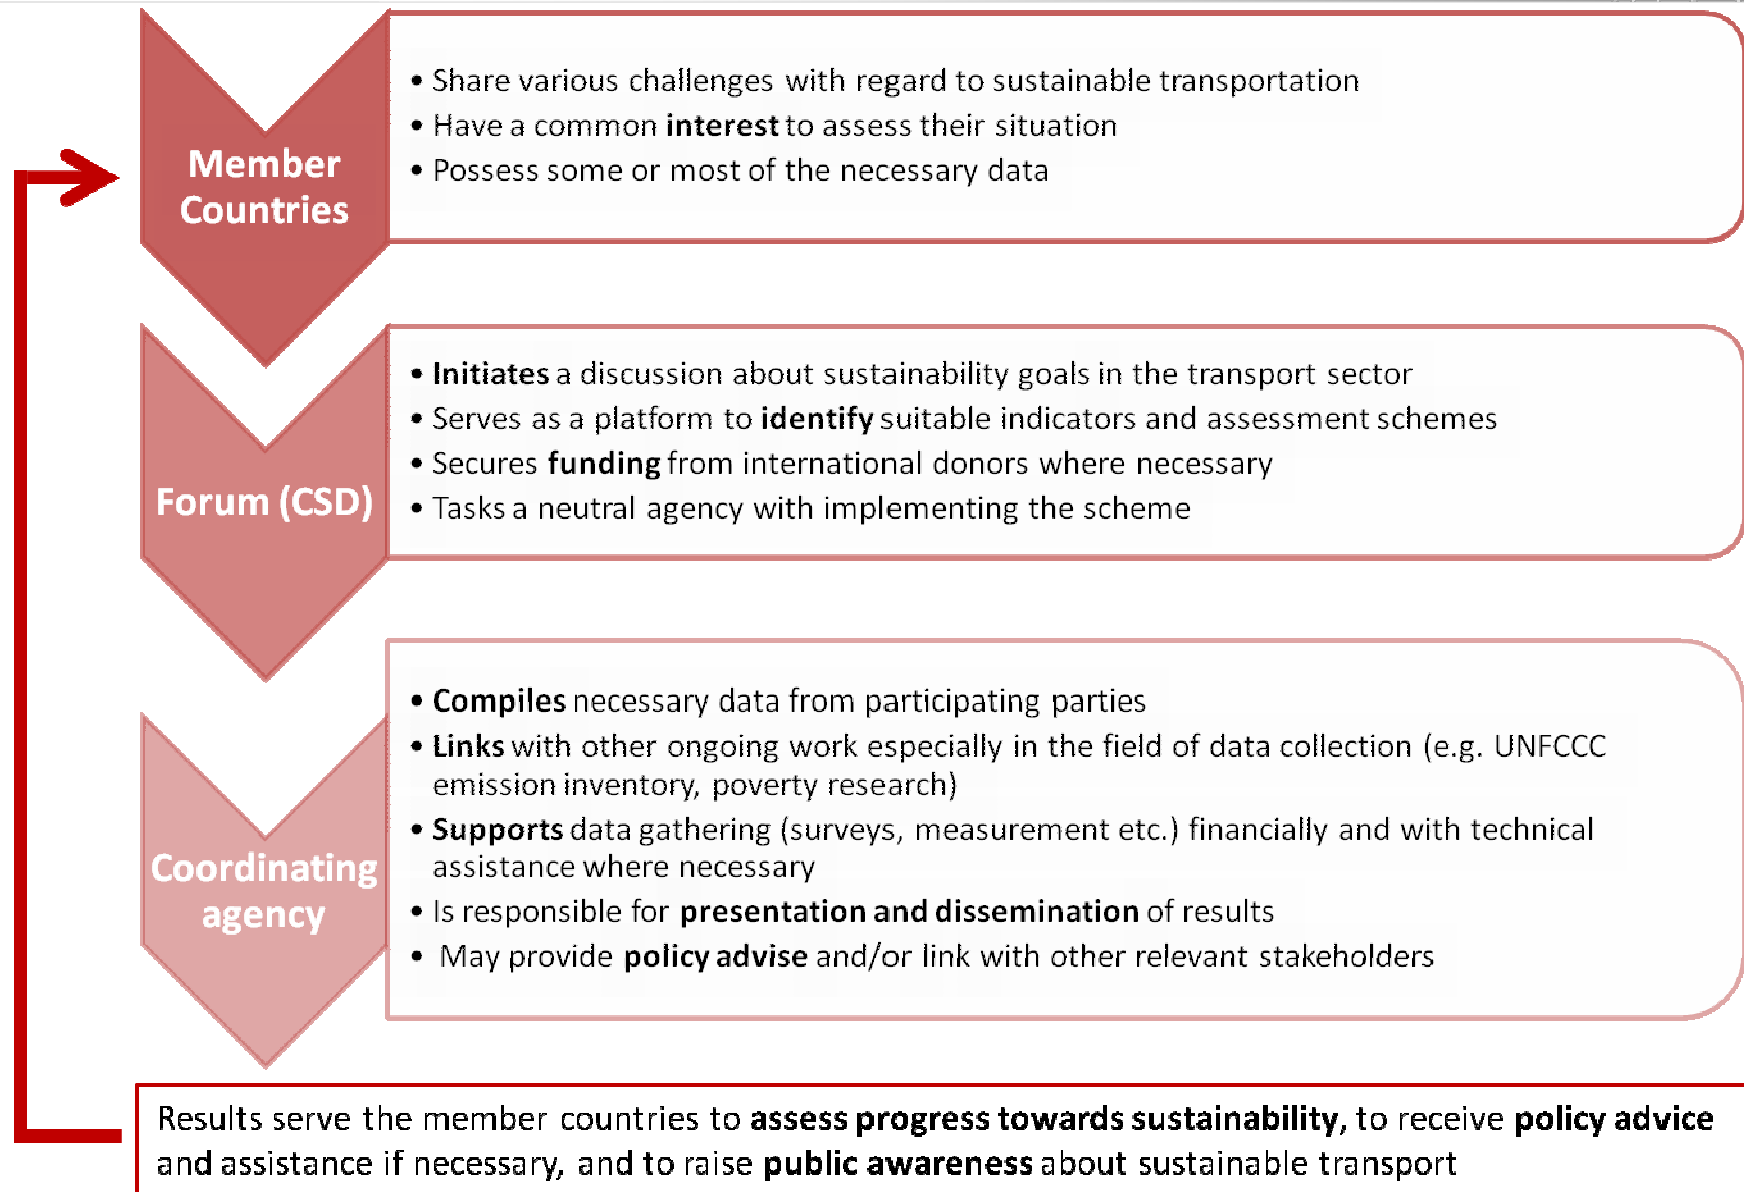 Member
Countries
• Share various challenges with regard to sustainable transportation
• Have a common interest to assess their situation
• Possess some or most of the necessary data
Forum (CSD)
• Initiates a discussion about sustainability goals in the transport sector
• Serves as a platform to identify suitable indicators and assessment schemes
• Secures funding from international donors where necessary
• Tasks a neutral agency with implementing the scheme
Coordinating
agency
• Compiles necessary data from participating parties
• Links with other ongoing work especially in the field of data collection (e.g. UNFCCC
emission inventory, poverty research)
• Supports data gathering (surveys, measurement etc.) financially and with technical
assistance where necessary
• Is responsible for presentation and dissemination of results
• May provide policy advise and/or link with other relevant stakeholders
Results serve the member countries to assess progress towards sustainability, to receive policy advice
and assistance if necessary, and to raise public awareness about sustainable transport